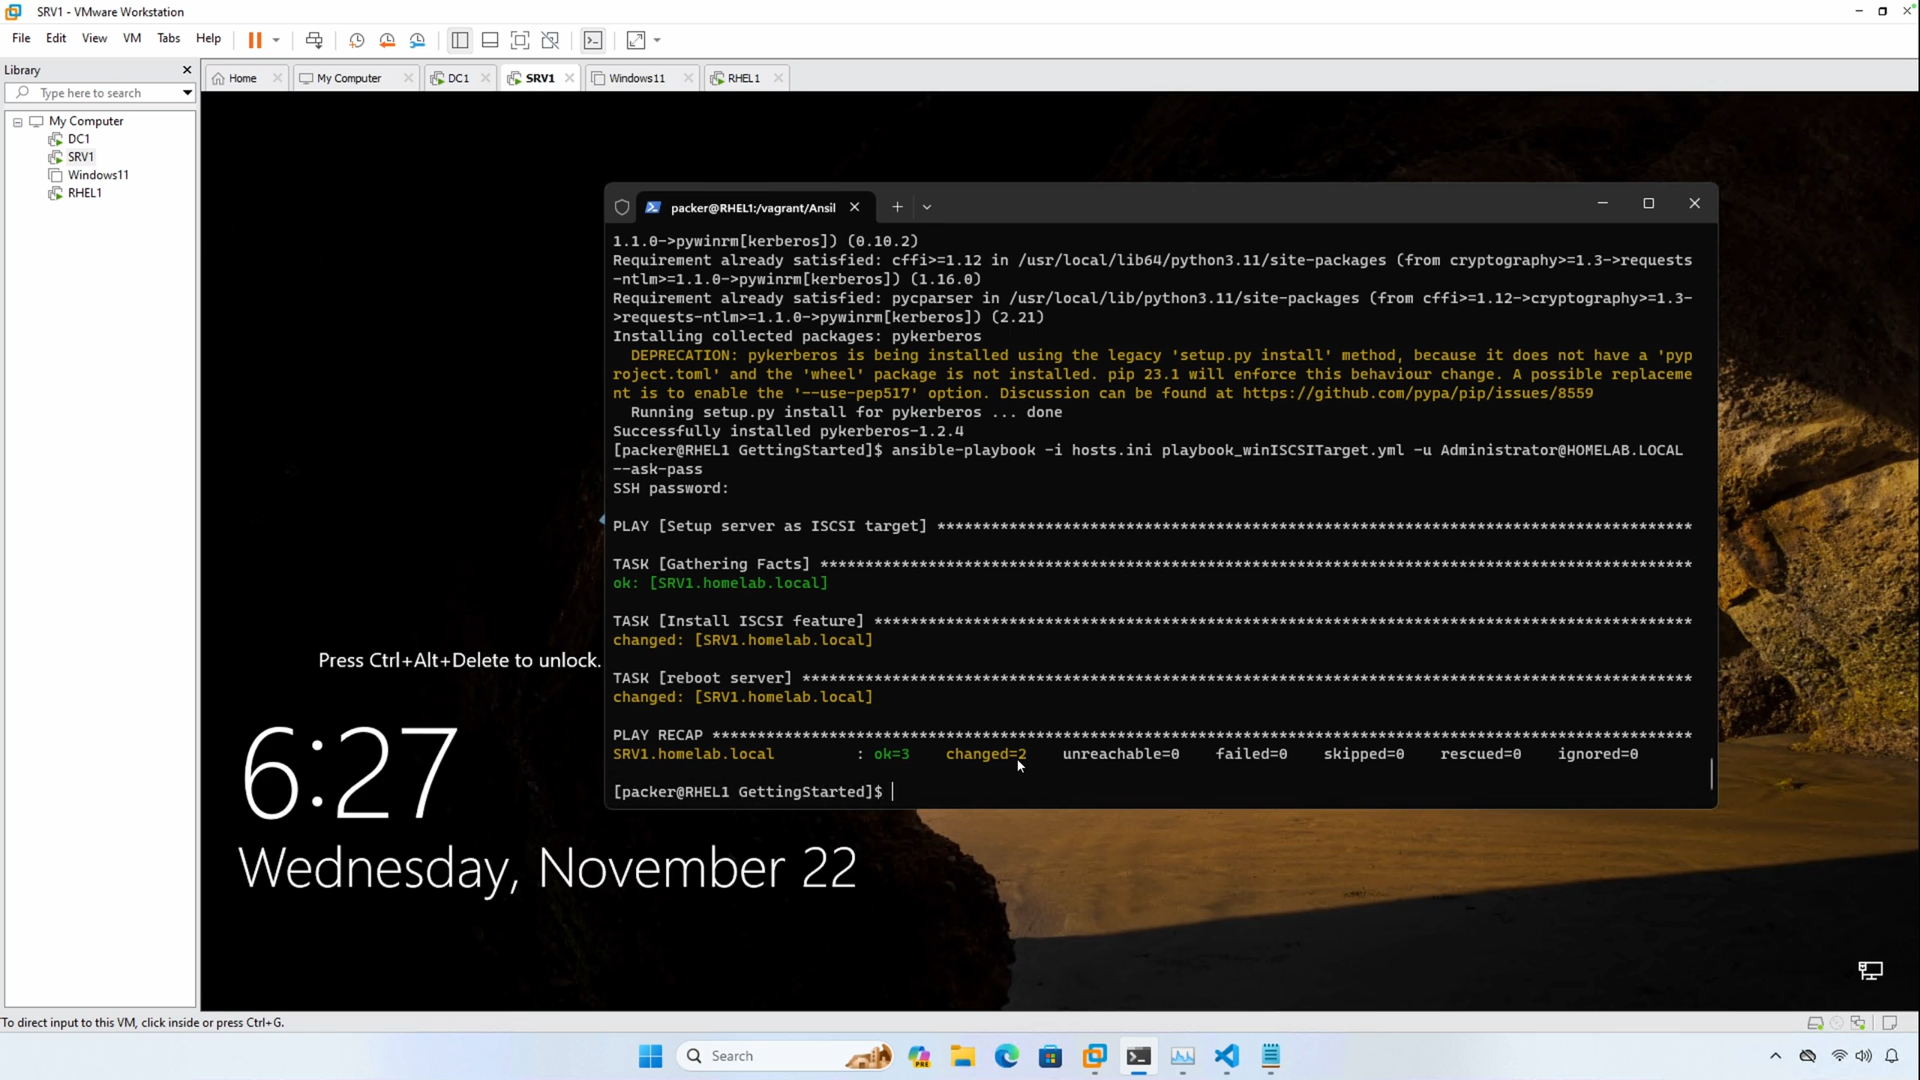 SRV1 - VMware Workstation
File Edit View VM Tabs Help
Library
Type here to search
My Computer
DC1
SRV1
Windows11
RHEL1
Home My Computer DC1 SRV1 Windows11 RHEL1
packer@RHEL1:/vagrant/Ansil
1.1.0->pywinrm[kerberos]) (0.10.2)
Requirement already satisfied: cffi>=1.12 in /usr/local/lib64/python3.11/site-packages (from cryptography>=1.3->requests
-ntlm>=1.1.0->pywinrm[kerberos]) (1.16.0)
Requirement already satisfied: pycparser in /usr/local/lib/python3.11/site-packages (from cffi>=1.12->cryptography>=1.3-
>requests-ntlm>=1.1.0->pywinrm[kerberos]) (2.21)
Installing collected packages: pykerberos
DEPRECATION: pykerberos is being installed using the legacy 'setup.py install' method, because it does not have a 'pyp
roject.toml' and the 'wheel' package is not installed. pip 23.1 will enforce this behaviour change. A possible replaceme
nt is to enable the '--use-pep517' option. Discussion can be found at https://github.com/pypa/pip/issues/8559
Running setup.py install for pykerberos ... done
Successfully installed pykerberos-1.2.4
[packer@RHEL1 GettingStarted]$ ansible-playbook -i hosts.ini playbook_winISCSITarget.yml -u Administrator@HOMELAB.LOCAL
--ask-pass
SSH password:
PLAY [Setup server as ISCSI target] ************************************************************************************
TASK [Gathering Facts] *************************************************************************************************
ok: [SRV1.homelab.local]
TASK [Install ISCSI feature] *******************************************************************************************
changed: [SRV1.homelab.local]
TASK [reboot server] ***************************************************************************************************
changed: [SRV1.homelab.local]
PLAY RECAP *************************************************************************************************************
SRV1.homelab.local : ok=3 changed=2 unreachable=0 failed=0 skipped=0 rescued=0 ignored=0
[packer@RHEL1 GettingStarted]$
Press Ctrl+Alt+Delete to unlock.
6:27
Wednesday, November 22
To direct input to this VM, click inside or press Ctrl+G.
Search
PRE